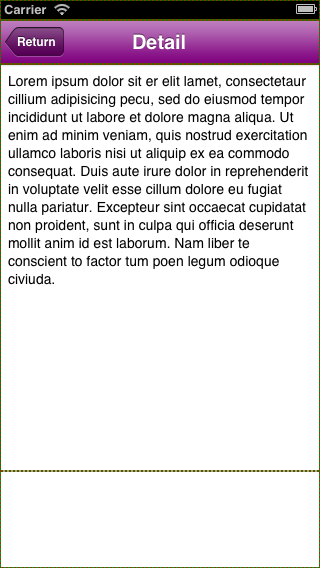 Carrier
Return
Detail
Lorem ipsum dolor sit er elit lamet, consectetaur
cillium adipisicing pecu, sed do eiusmod tempor
incididunt ut labore et dolore magna aliqua. Ut
enim ad minim veniam, quis nostrud exercitation
ullamco laboris nisi ut aliquip ex ea commodo
consequat. Duis aute irure dolor in reprehenderit
in voluptate velit esse cillum dolore eu fugiat
nulla pariatur. Excepteur sint occaecat cupidatat
non proident, sunt in culpa qui officia deserunt
mollit anim id est laborum. Nam liber te
conscient to factor tum poen legum odioque
civiuda.